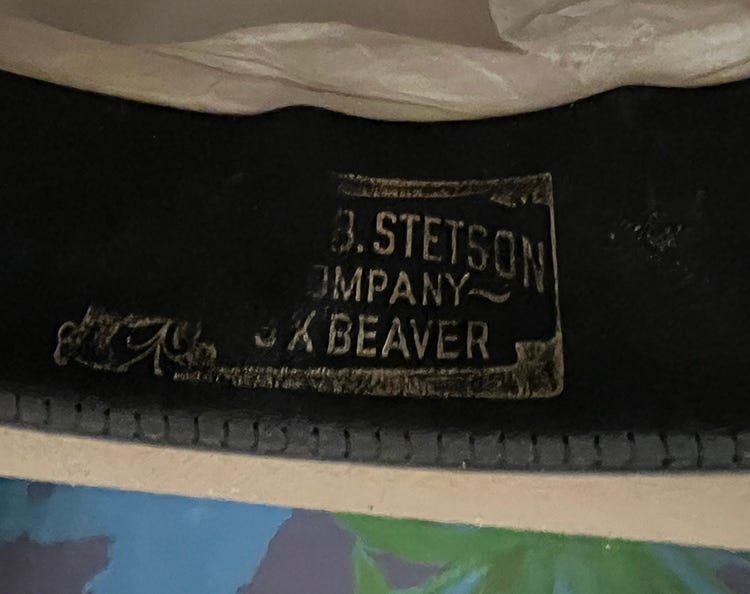 B. STETSON
OMPANY
X BEAVER